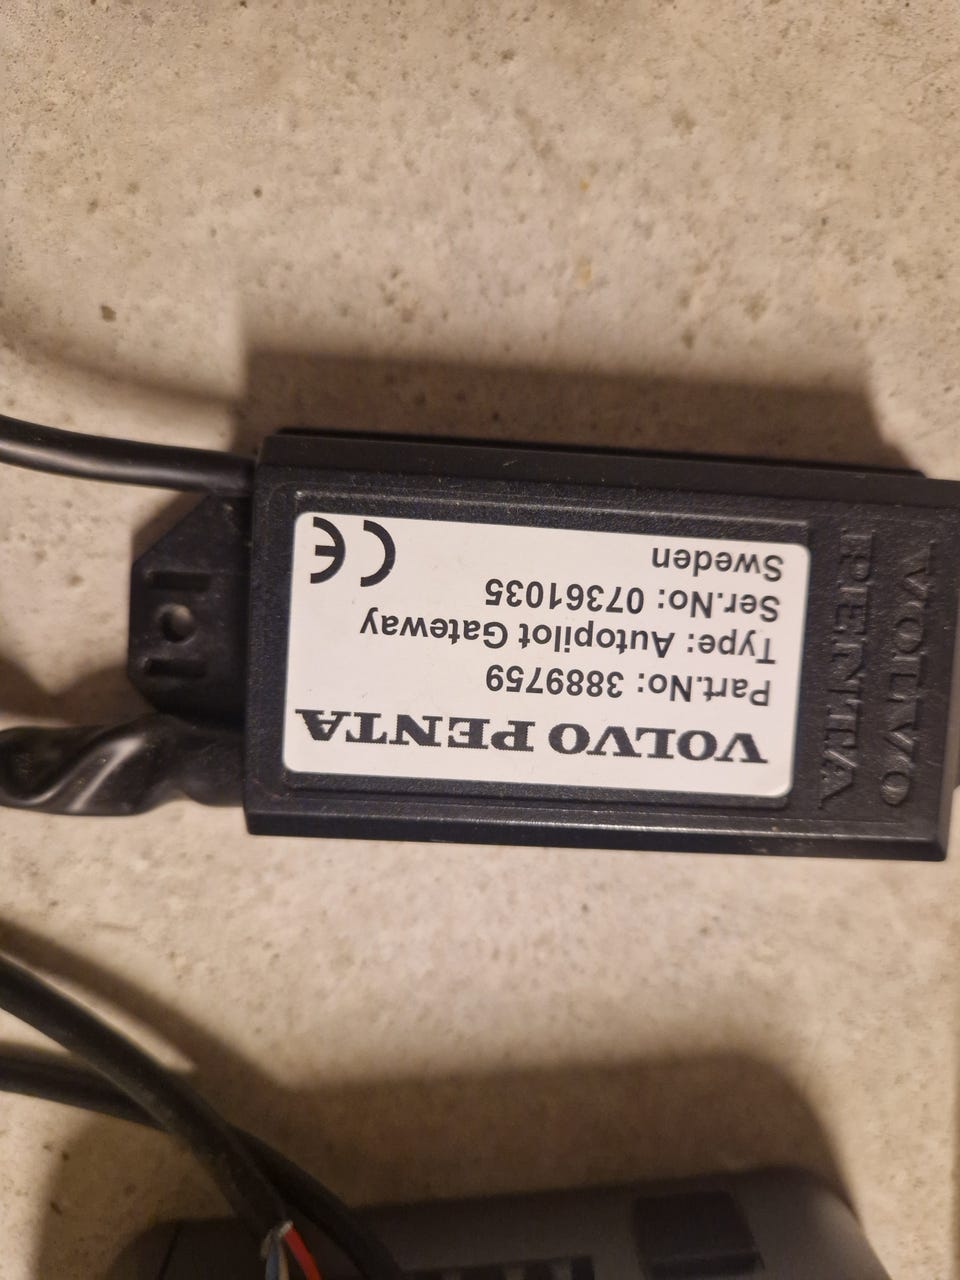 VOLVO PENTA
Part.No: 3889759
Type: Autopilot Gateway
Ser.No: 07361035
Sweden
CE
VOLVO
PENTA